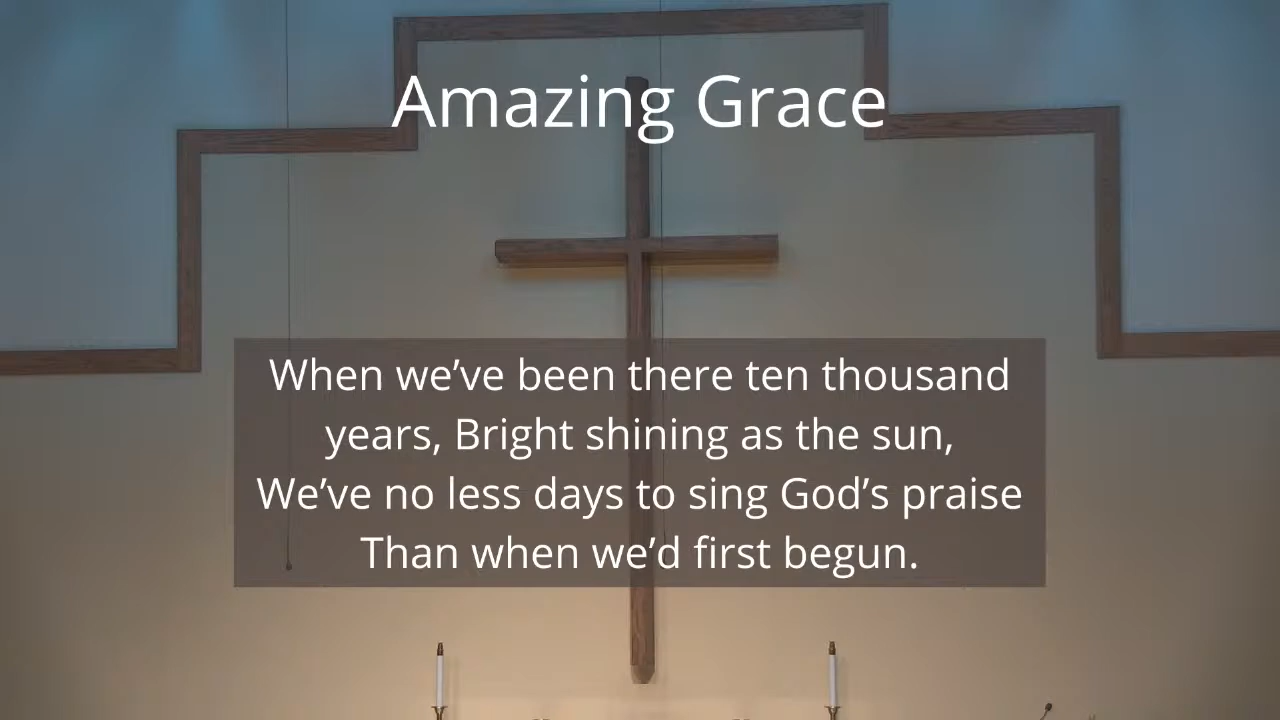 Amazing Grace
When we’ve been there ten thousand
years, Bright shining as the sun,
We’ve no less days to sing God’s praise
Than when we’d first begun.